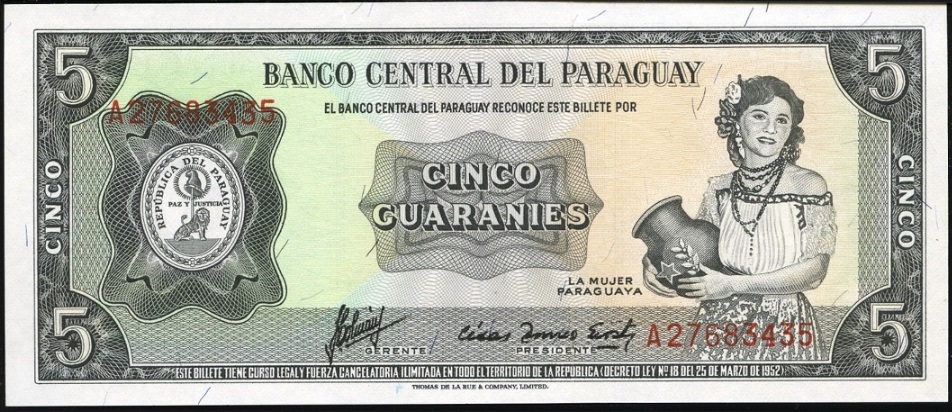 5 5
BANCO CENTRAL DEL PARAGUAY
EL BANCO CENTRAL DEL PARAGUAY RECONOCE ESTE BILLETE POR
A27683435
CINCO
GUARANIES
CINCO
CINCO
REPÚBLICA DEL PARAGUAY
PAZ Y JUSTICIA
LA MUJER
PARAGUAYA
A27683435
GERENTE
PRESIDENTE
5 5
ESTE BILLETE TIENE CURSO LEGAL Y FUERZA CANCELATORIA ILIMITADA EN TODO EL TERRITORIO DE LA REPUBLICA (DECRETO LEY Nº 18 DEL 25 DE MARZO DE 1952)
THOMAS DE LA RUE & COMPANY, LIMITED.